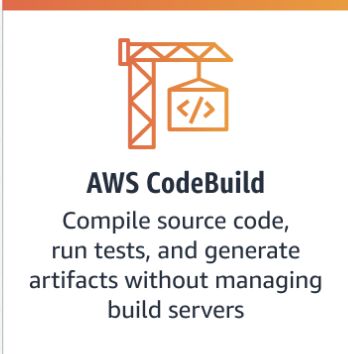 </>
AWS CodeBuild
Compile source code,
run tests, and generate
artifacts without managing
build servers